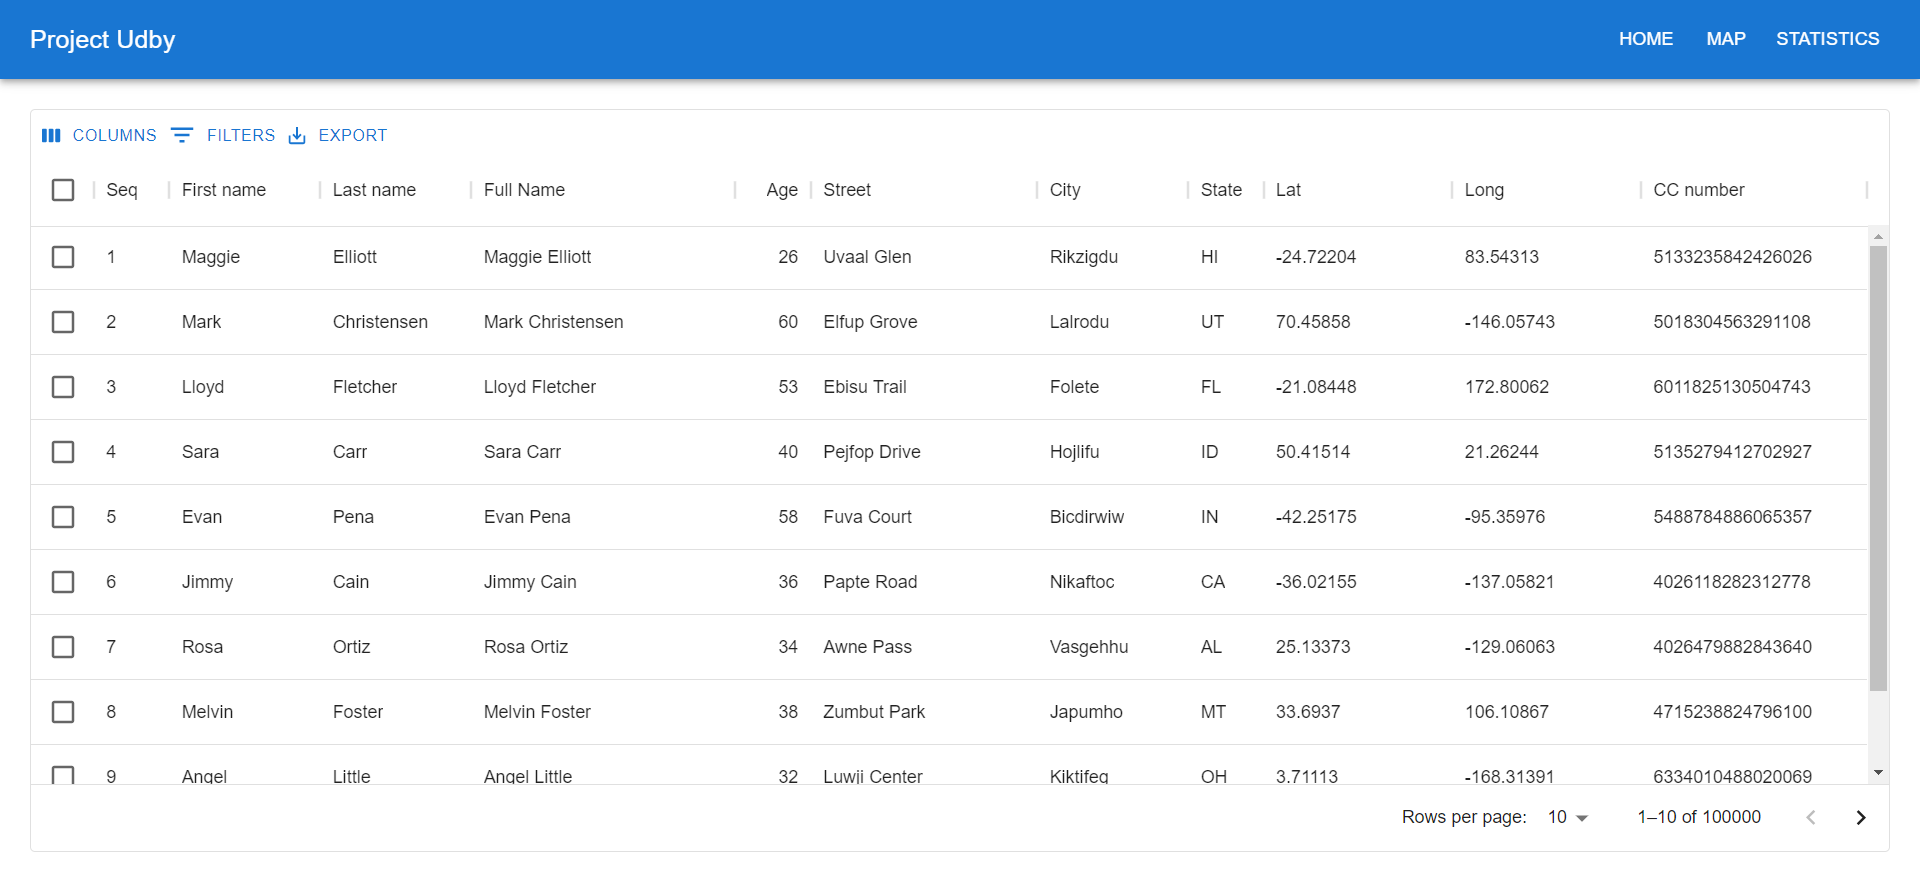 Project Udby HOME MAP STATISTICS
COLUMNS FILTERS EXPORT
Seq First name Last name Full Name Age Street City State Lat Long CC number
1 Maggie Elliott Maggie Elliott 26 Uvaal Glen Rikzigdu HI -24.72204 83.54313 5133235842426026
2 Mark Christensen Mark Christensen 60 Elfup Grove Lalrodu UT 70.45858 -146.05743 5018304563291108
3 Lloyd Fletcher Lloyd Fletcher 53 Ebisu Trail Folete FL -21.08448 172.80062 6011825130504743
4 Sara Carr Sara Carr 40 Pejfop Drive Hojlifu ID 50.41514 21.26244 5135279412702927
5 Evan Pena Evan Pena 58 Fuva Court Bicdirwiw IN -42.25175 -95.35976 5488784886065357
6 Jimmy Cain Jimmy Cain 36 Papte Road Nikaftoc CA -36.02155 -137.05821 4026118282312778
7 Rosa Ortiz Rosa Ortiz 34 Awne Pass Vasgehhu AL 25.13373 -129.06063 4026479882843640
8 Melvin Foster Melvin Foster 38 Zumbut Park Japumho MT 33.6937 106.10867 4715238824796100
9 Angel Little Angel Little 32 Luwji Center Kiktifeg OH 3.71113 -168.31391 6334010488020069
Rows per page: 10 1–10 of 100000